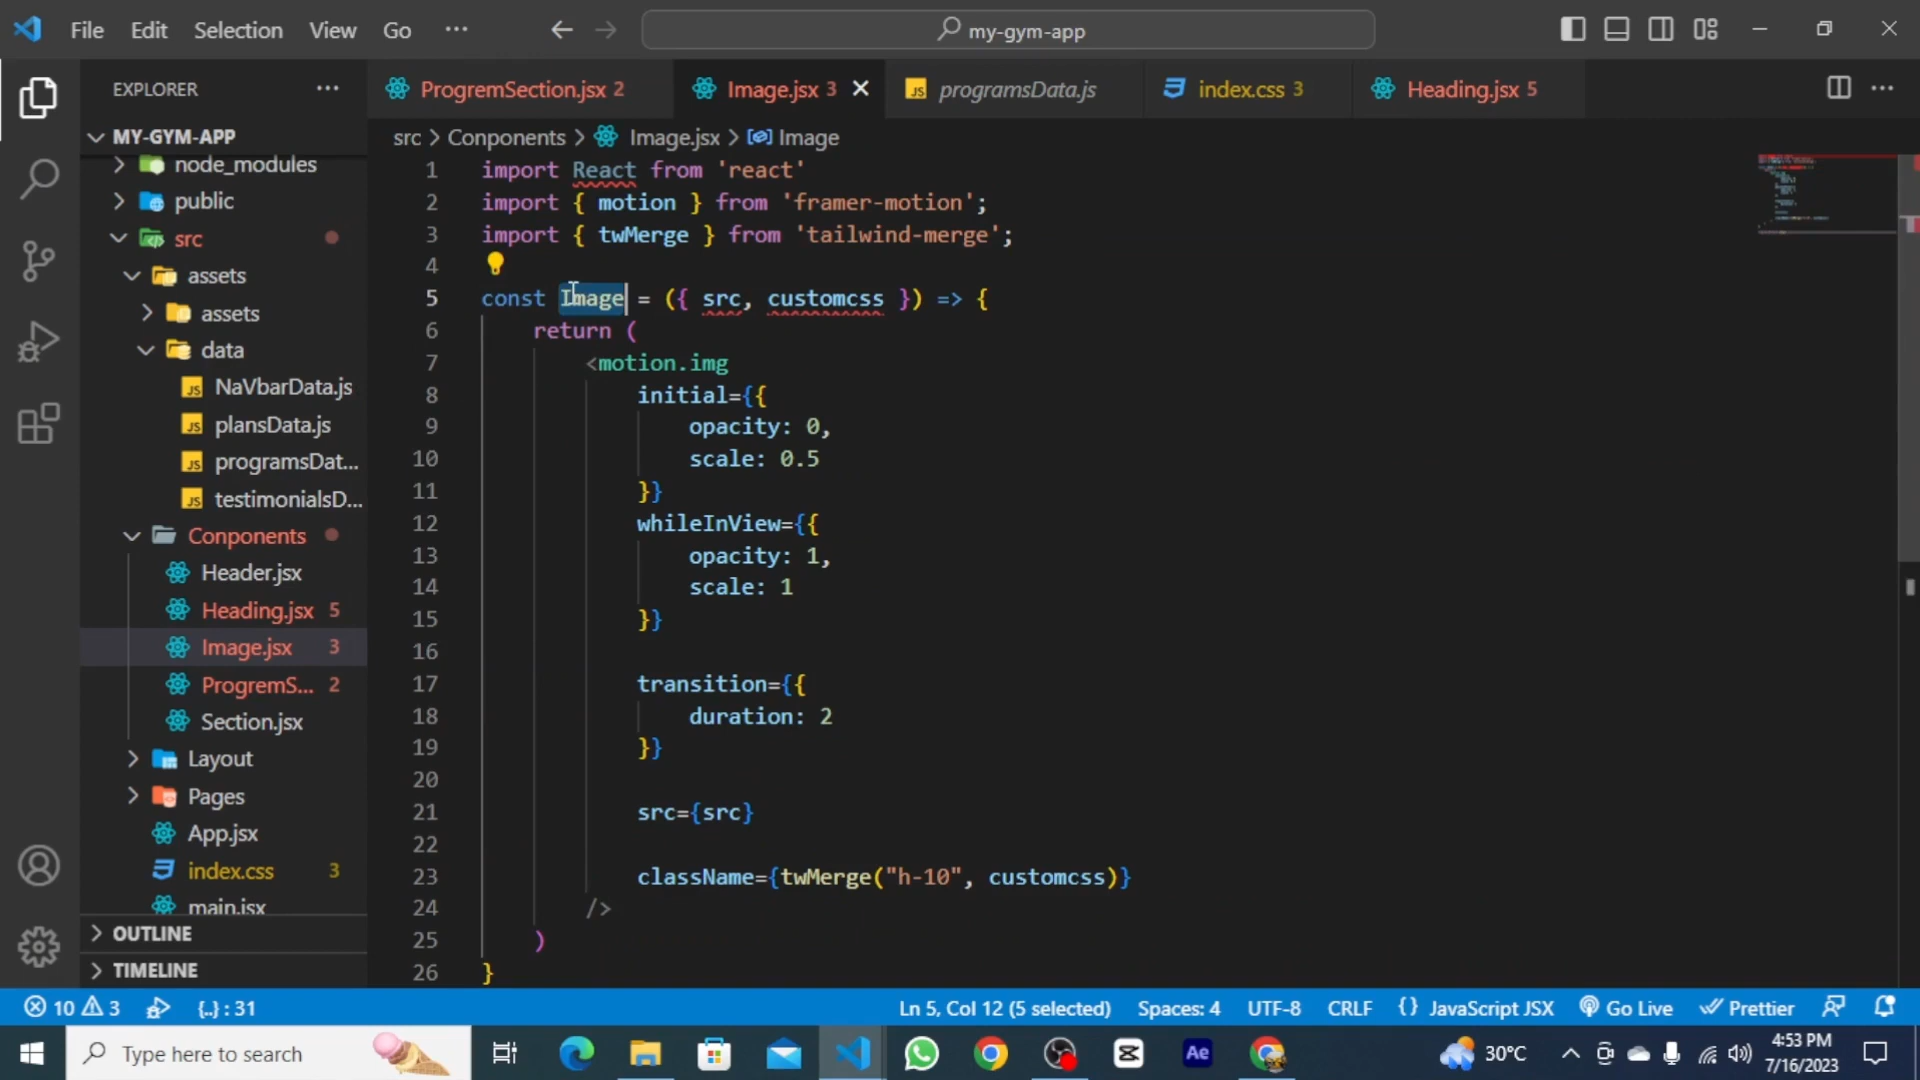 File Edit Selection View Go ···
my-gym-app
EXPLORER ···
ProgremSection.jsx 2
Image.jsx 3
programsData.js
index.css 3
Heading.jsx 5
MY-GYM-APP
node_modules
public
src
assets
assets
data
NaVbarData.js
plansData.js
programsDat...
testimonialsD...
Conponents
Header.jsx
Heading.jsx 5
Image.jsx 3
ProgremS... 2
Section.jsx
Layout
Pages
App.jsx
index.css 3
main.jsx
OUTLINE
TIMELINE
src > Conponents > Image.jsx > Image
1 import React from 'react'
2 import { motion } from 'framer-motion';
3 import { twMerge } from 'tailwind-merge';
4
5 const Image = ({ src, customcss }) => {
6 return (
7 <motion.img
8 initial={{
9 opacity: 0,
10 scale: 0.5
11 }}
12 whileInView={{
13 opacity: 1,
14 scale: 1
15 }}
16
17 transition={{
18 duration: 2
19 }}
20
21 src={src}
22
23 className={twMerge("h-10", customcss)}
24 />
25 )
26 }
10 3 {..} : 31 Ln 5, Col 12 (5 selected) Spaces: 4 UTF-8 CRLF {} JavaScript JSX Go Live Prettier
Type here to search
Ae
30°C
4:53 PM
7/16/2023